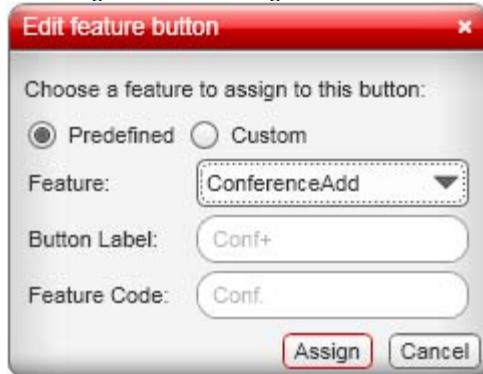 Edit feature button ×
Choose a feature to assign to this button:
Predefined Custom
Feature: ConferenceAdd
Button Label: Conf+
Feature Code: Conf.
Assign Cancel